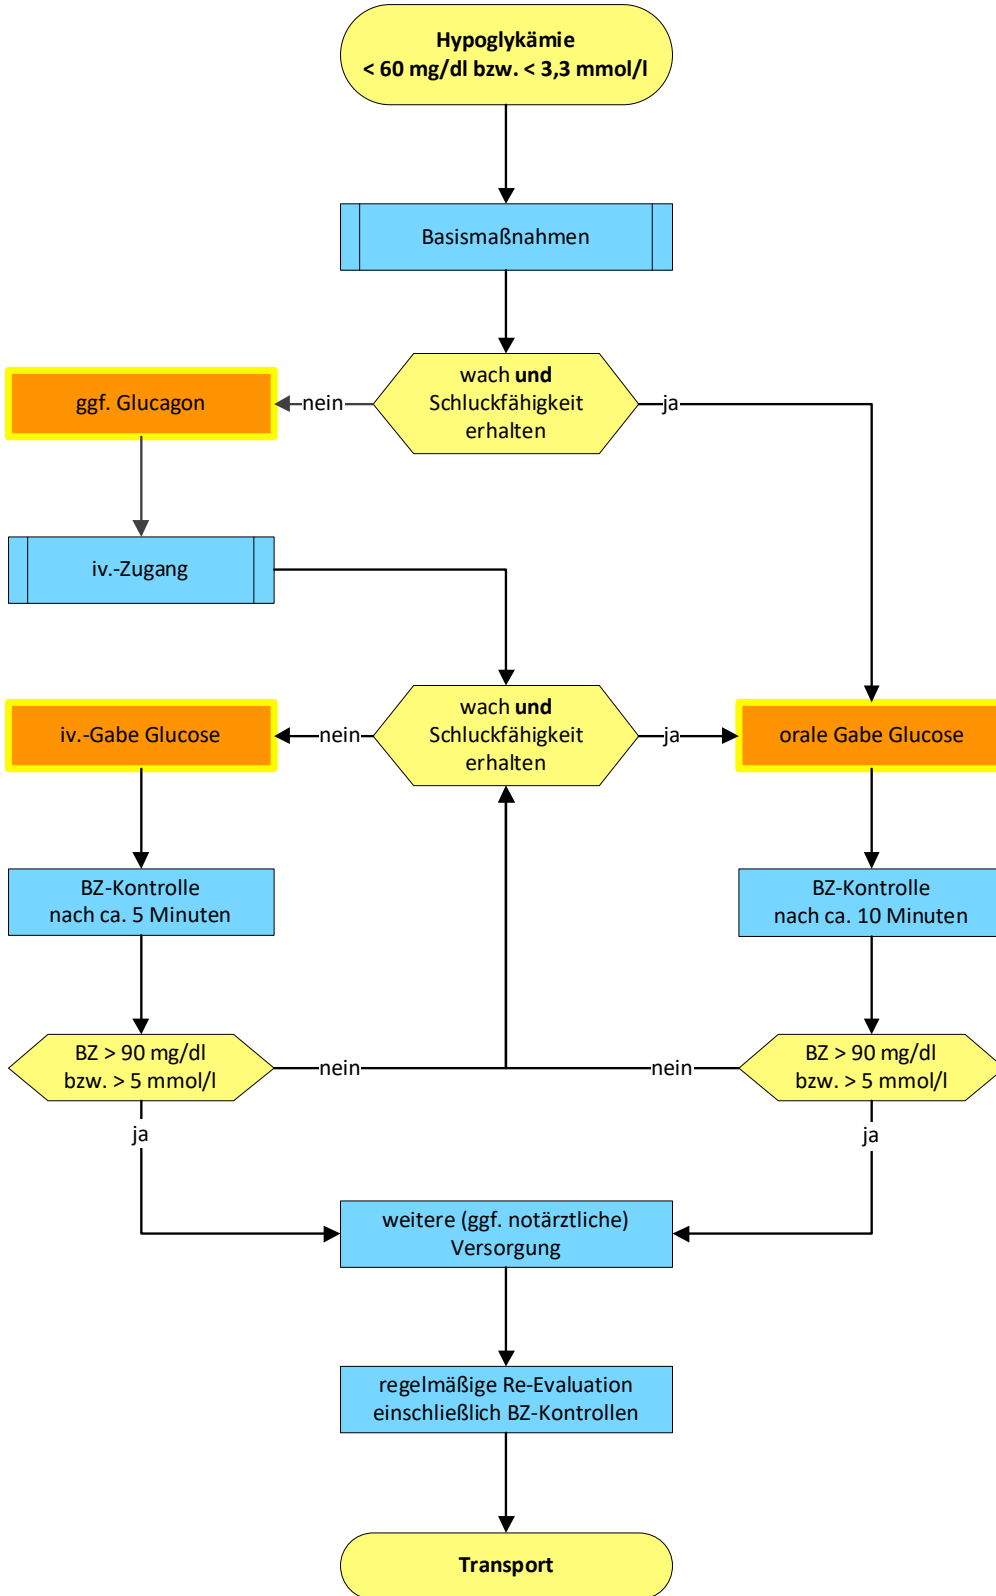 Hypoglykämie
< 60 mg/dl bzw. < 3,3 mmol/l
Basismaßnahmen
wach und
Schluckfähigkeit
erhalten
nein
ja
ggf. Glucagon
iv.-Zugang
wach und
Schluckfähigkeit
erhalten
nein
ja
iv.-Gabe Glucose
orale Gabe Glucose
BZ-Kontrolle
nach ca. 5 Minuten
BZ-Kontrolle
nach ca. 10 Minuten
BZ > 90 mg/dl
bzw. > 5 mmol/l
nein
nein
BZ > 90 mg/dl
bzw. > 5 mmol/l
ja
ja
weitere (ggf. notärztliche)
Versorgung
regelmäßige Re-Evaluation
einschließlich BZ-Kontrollen
Transport